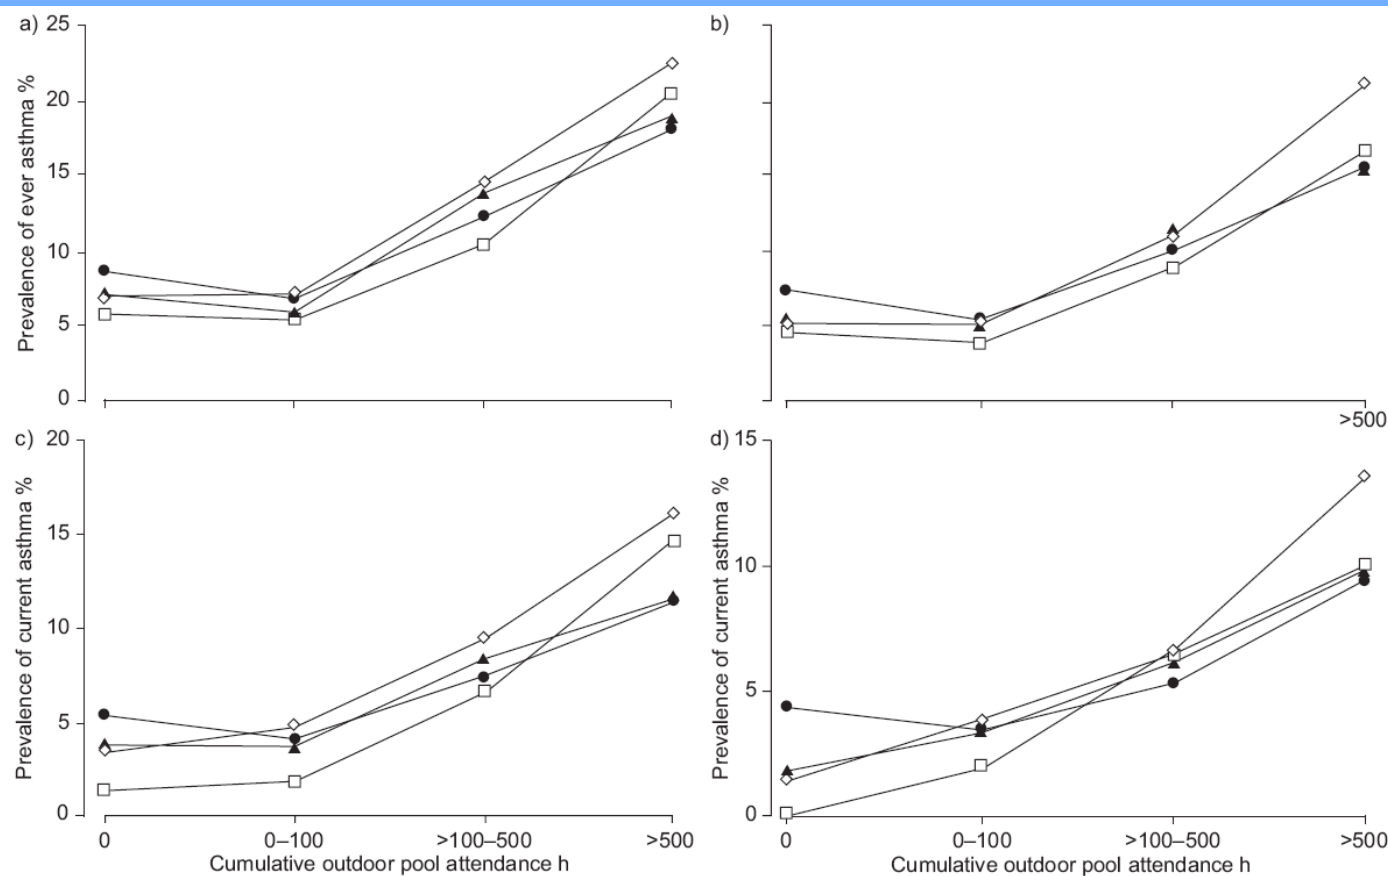 a) 25
20
15
10
5
0
Prevalence of ever asthma %
b)
>500
c) 20
15
10
5
0
Prevalence of current asthma %
0 0–100 >100–500 >500
Cumulative outdoor pool attendance h
d) 15
10
5
0
Prevalence of current asthma %
0 0–100 >100–500 >500
Cumulative outdoor pool attendance h